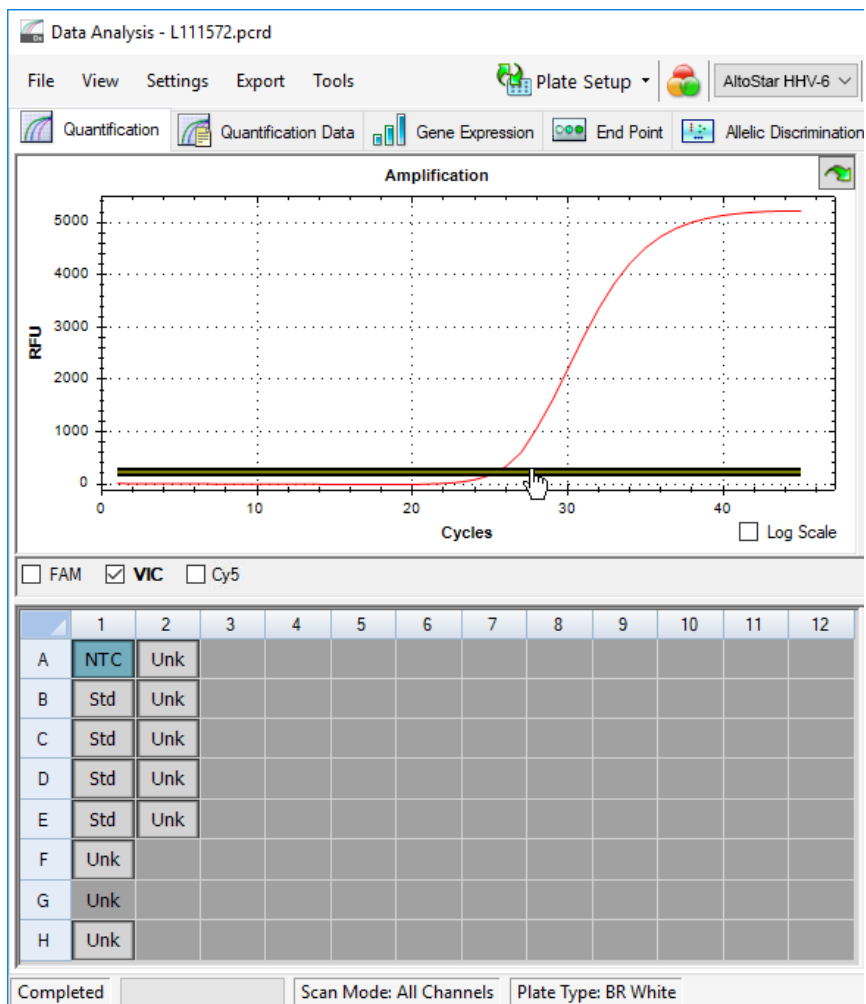 Data Analysis - L111572.pcrd
File View Settings Export Tools Plate Setup AltoStar HHV-6
Quantification Quantification Data Gene Expression End Point Allelic Discrimination
Amplification
5000
4000
3000
2000
1000
0
RFU
0 10 20 30 40
Cycles
Log Scale
FAM VIC Cy5
1 2 3 4 5 6 7 8 9 10 11 12
A NTC Unk
B Std Unk
C Std Unk
D Std Unk
E Std Unk
F Unk
G Unk
H Unk
Completed Scan Mode: All Channels Plate Type: BR White